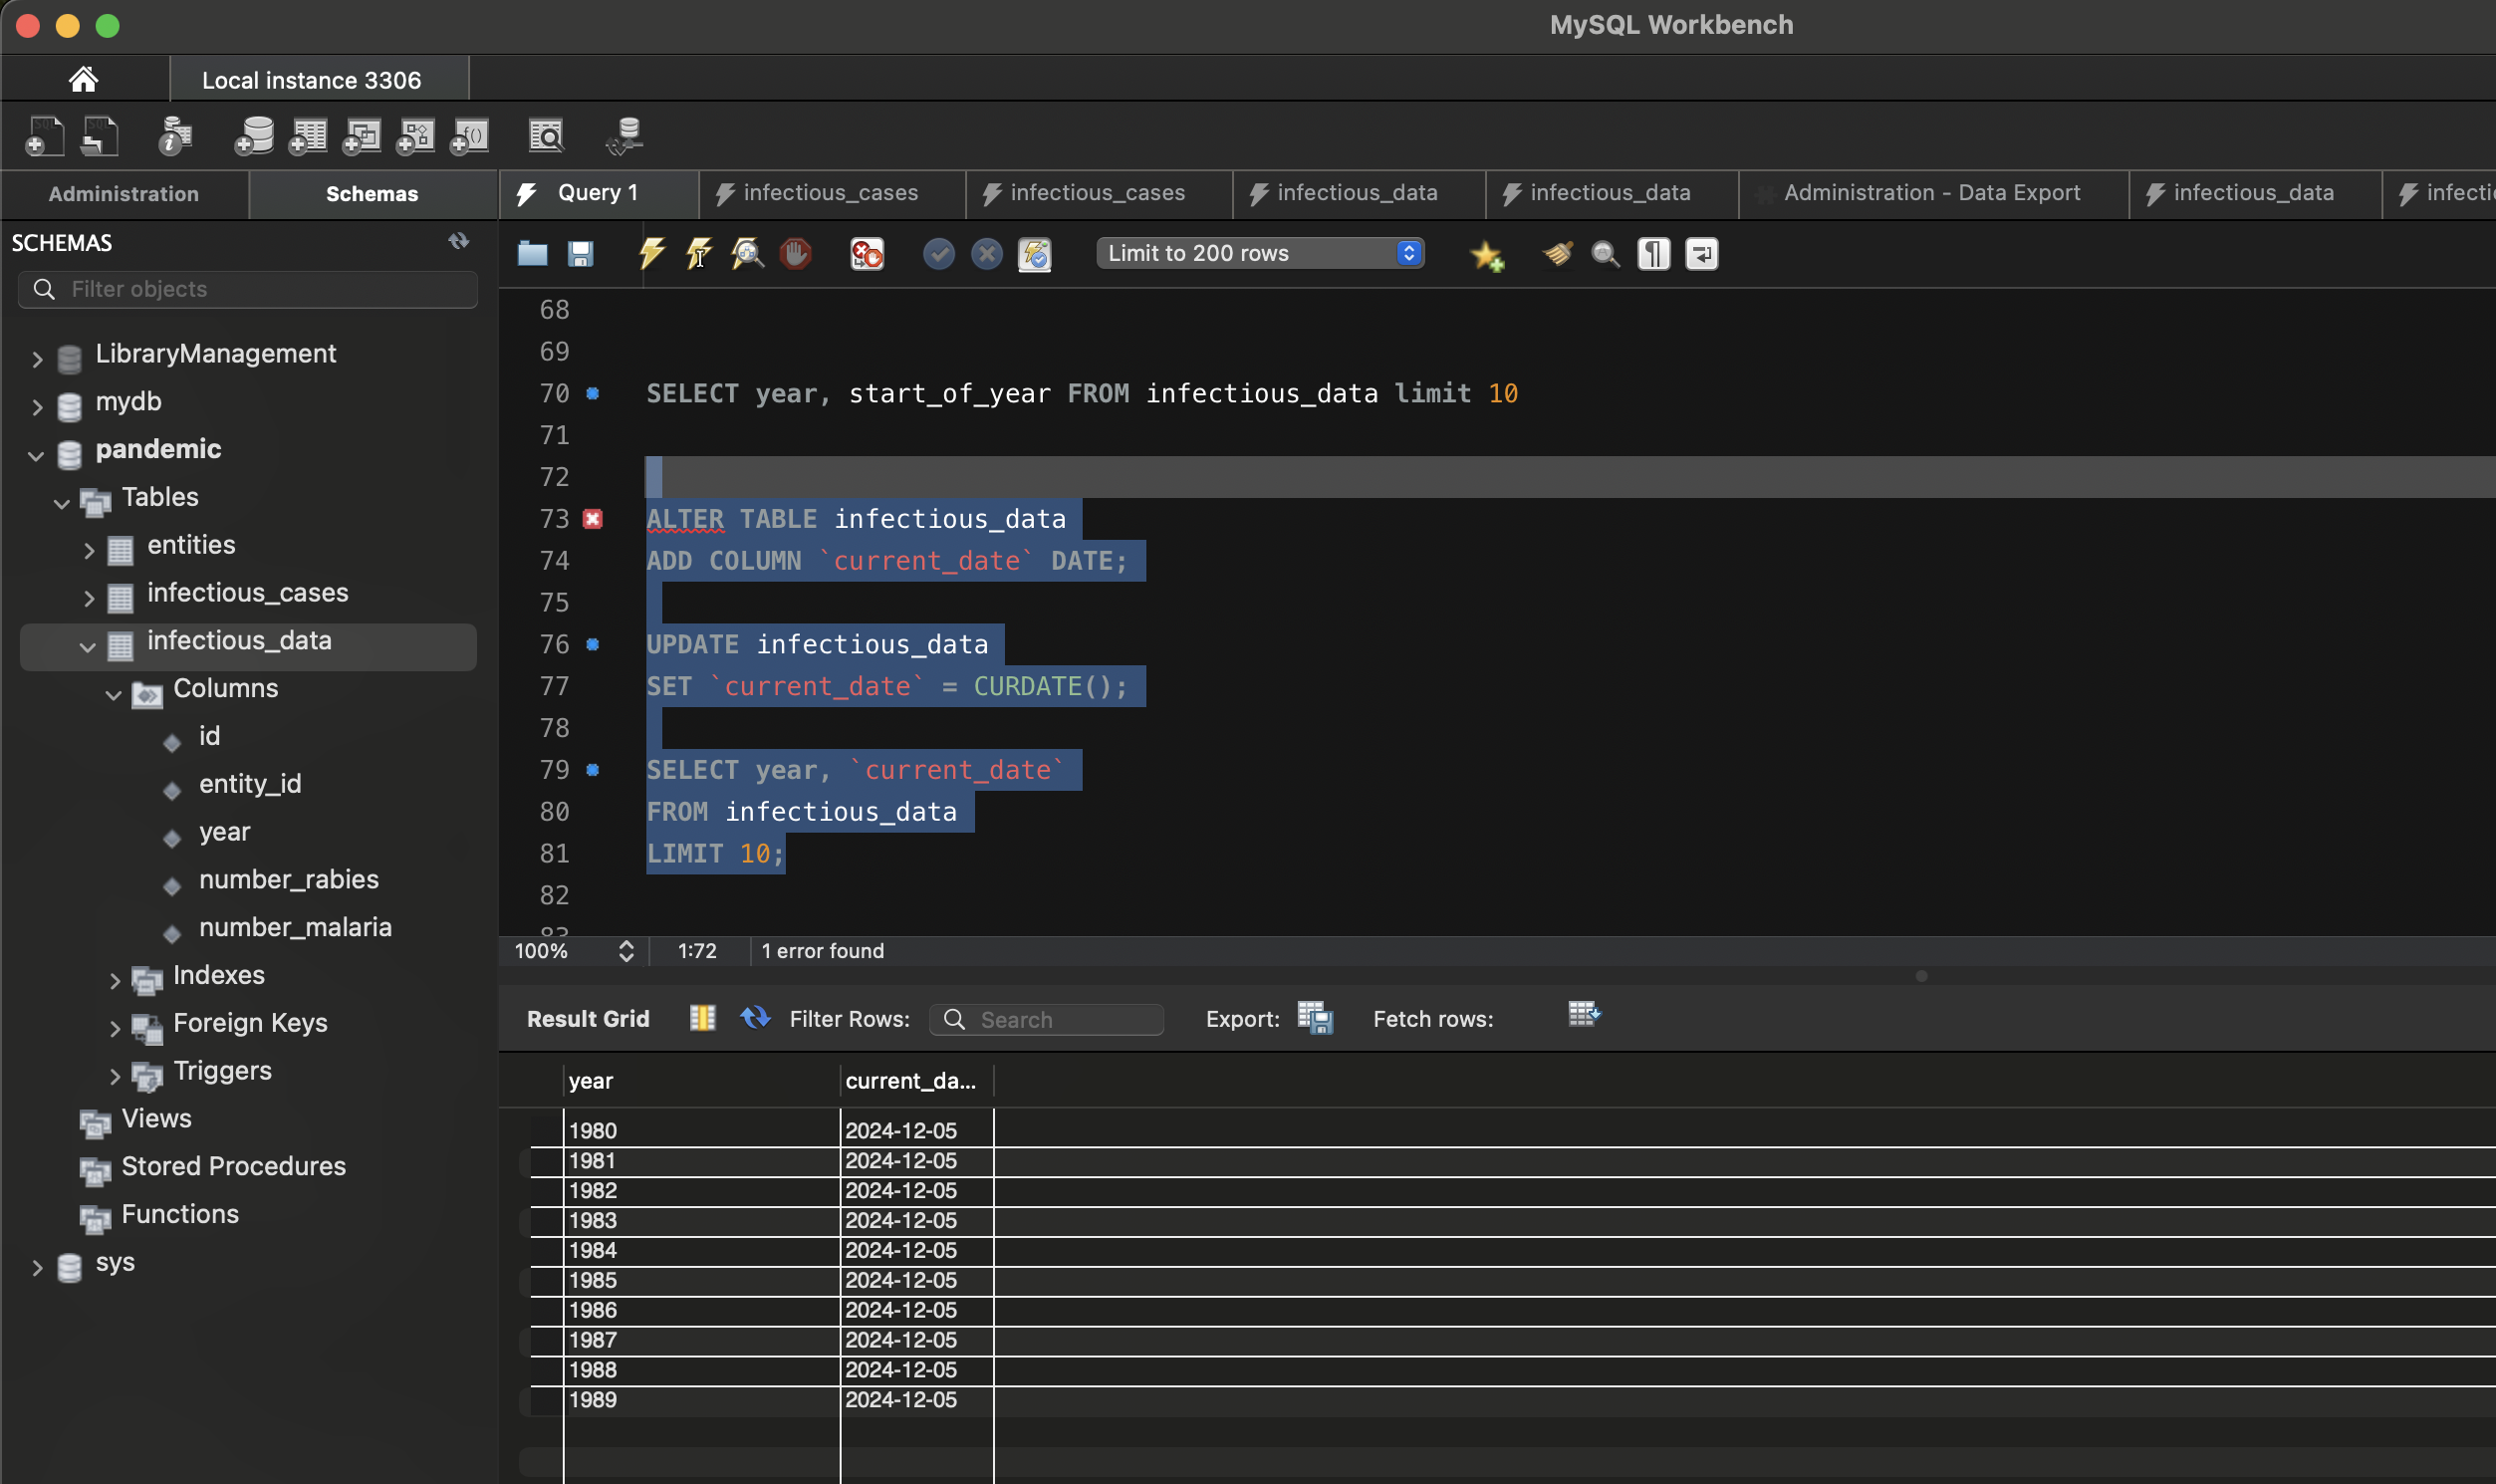 MySQL Workbench
Local instance 3306
Administration
Schemas
Query 1
infectious_cases
infectious_cases
infectious_data
infectious_data
Administration - Data Export
infectious_data
infecti
SCHEMAS
Filter objects
LibraryManagement
mydb
pandemic
Tables
entities
infectious_cases
infectious_data
Columns
id
entity_id
year
number_rabies
number_malaria
Indexes
Foreign Keys
Triggers
Views
Stored Procedures
Functions
sys
Limit to 200 rows
68
69
70 SELECT year, start_of_year FROM infectious_data limit 10
71
72
73 ALTER TABLE infectious_data
74 ADD COLUMN `current_date` DATE;
75
76 UPDATE infectious_data
77 SET `current_date` = CURDATE();
78
79 SELECT year, `current_date`
80 FROM infectious_data
81 LIMIT 10;
82
83
100% 1:72 1 error found
Result Grid Filter Rows: Search Export: Fetch rows:
year current_da...
1980 2024-12-05
1981 2024-12-05
1982 2024-12-05
1983 2024-12-05
1984 2024-12-05
1985 2024-12-05
1986 2024-12-05
1987 2024-12-05
1988 2024-12-05
1989 2024-12-05